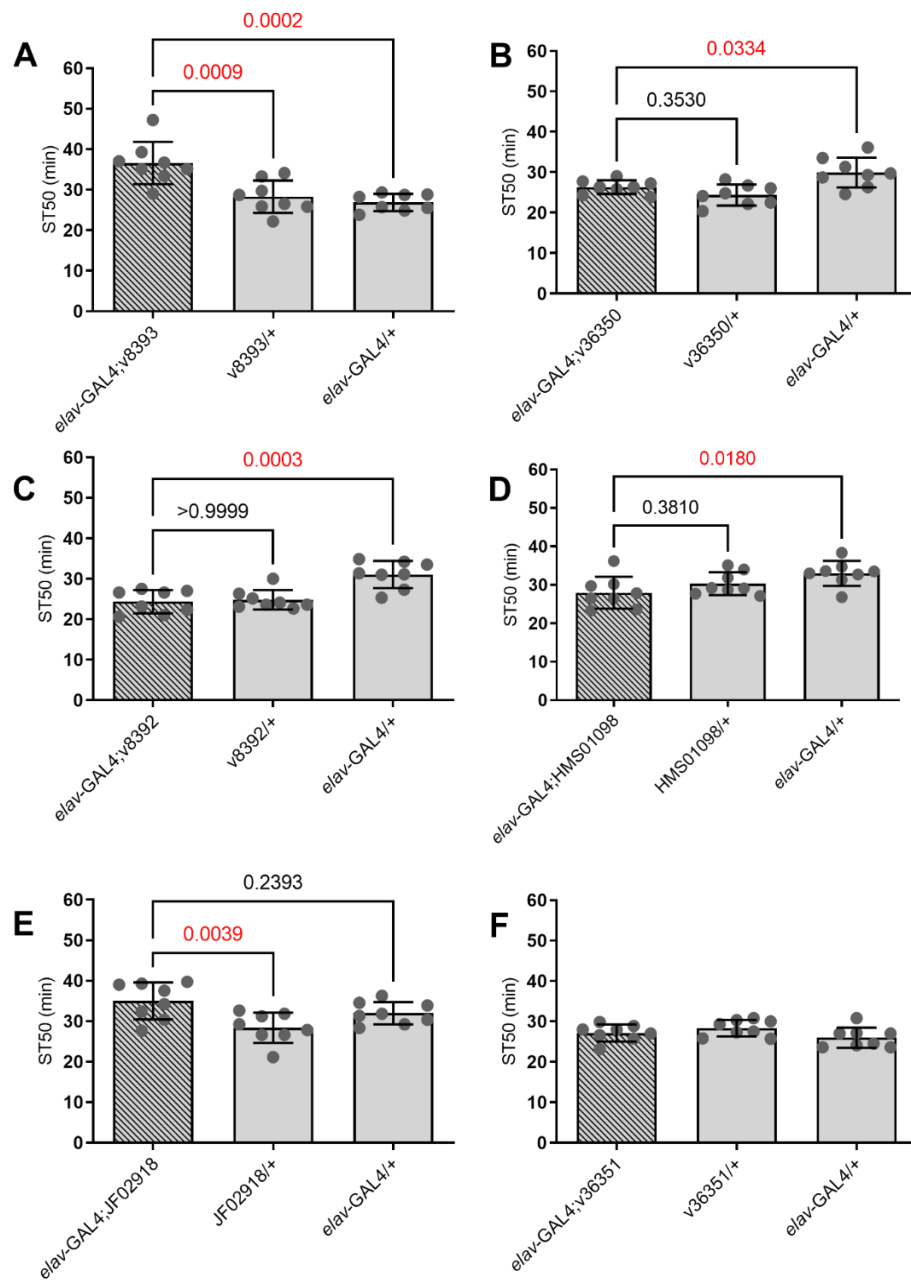 A
0.0002
0.0009
ST50 (min)
60
50
40
30
20
10
0
elav-GAL4;v8393
v8393/+
elav-GAL4/+
B
0.0334
0.3530
ST50 (min)
60
50
40
30
20
10
0
elav-GAL4;v36350
v36350/+
elav-GAL4/+
C
0.0003
>0.9999
ST50 (min)
60
50
40
30
20
10
0
elav-GAL4;v8392
v8392/+
elav-GAL4/+
D
0.0180
0.3810
ST50 (min)
60
50
40
30
20
10
0
elav-GAL4;HMS01098
HMS01098/+
elav-GAL4/+
E
0.2393
0.0039
ST50 (min)
60
50
40
30
20
10
0
elav-GAL4;JF02918
JF02918/+
elav-GAL4/+
F
ST50 (min)
60
50
40
30
20
10
0
elav-GAL4;v36351
v36351/+
elav-GAL4/+